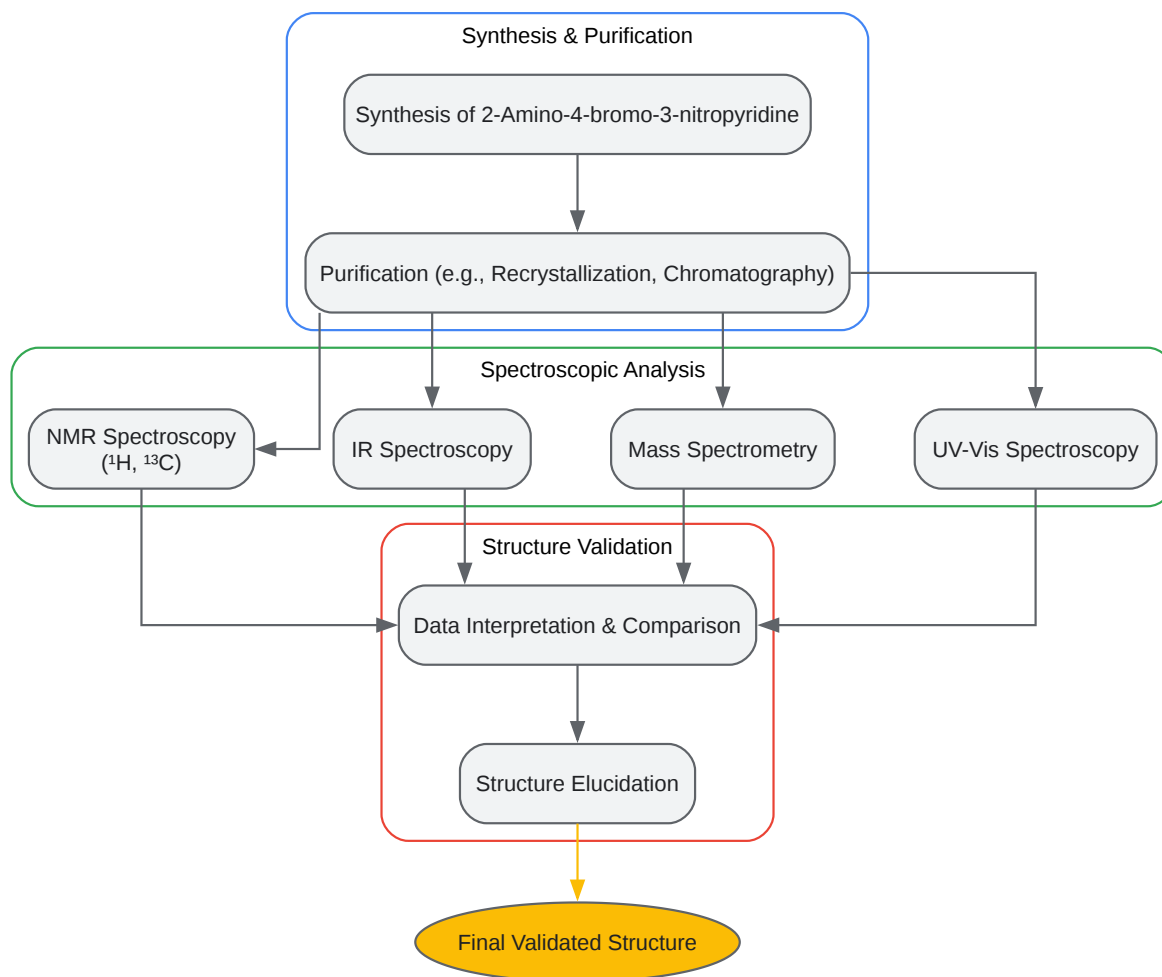 Synthesis & Purification
Synthesis of 2-Amino-4-bromo-3-nitropyridine
Purification (e.g., Recrystallization, Chromatography)
Spectroscopic Analysis
NMR Spectroscopy
(¹H, ¹³C)
IR Spectroscopy
Mass Spectrometry
UV-Vis Spectroscopy
Structure Validation
Data Interpretation & Comparison
Structure Elucidation
Final Validated Structure